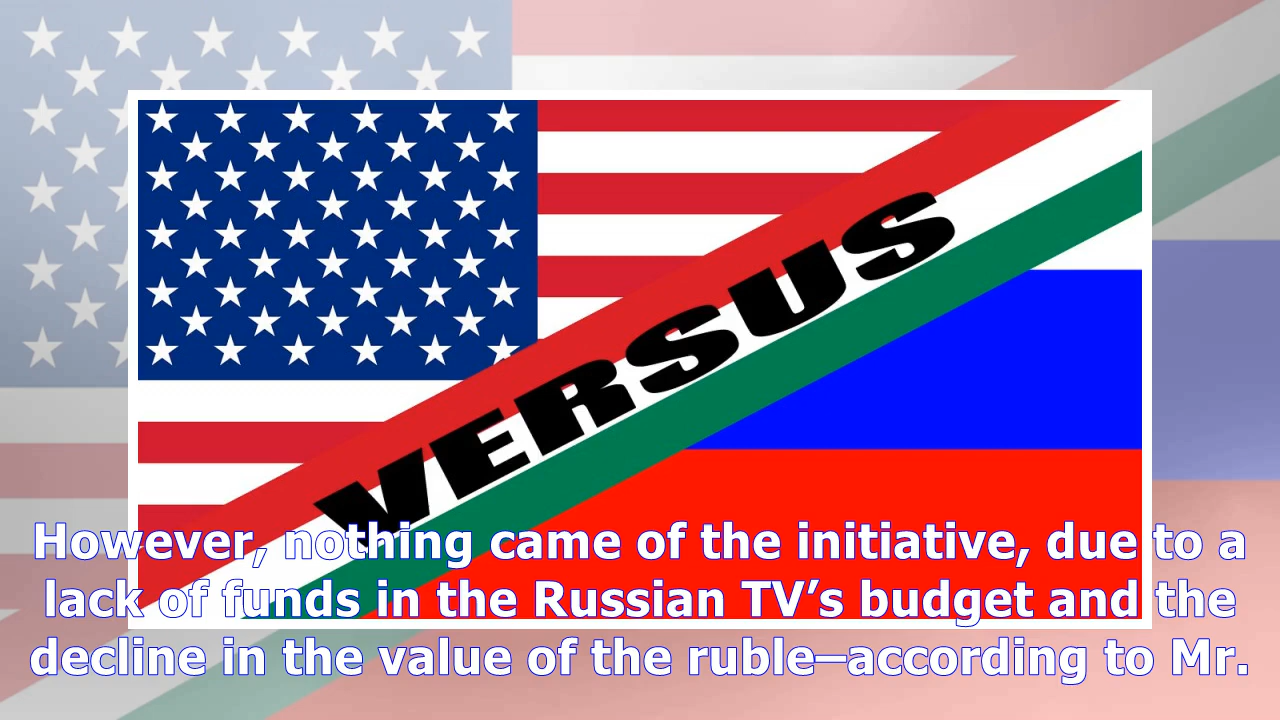 VERSUS
However, nothing came of the initiative, due to a
lack of funds in the Russian TV’s budget and the
decline in the value of the ruble—according to Mr.